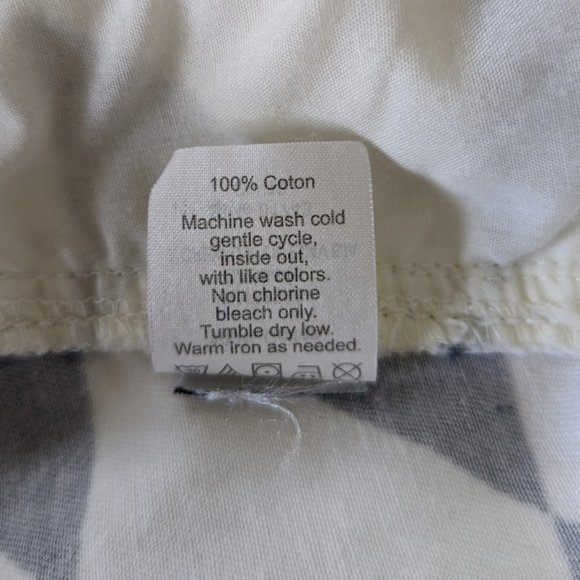 100% Coton
Machine wash cold
gentle cycle,
inside out,
with like colors.
Non chlorine
bleach only.
Tumble dry low.
Warm iron as needed.